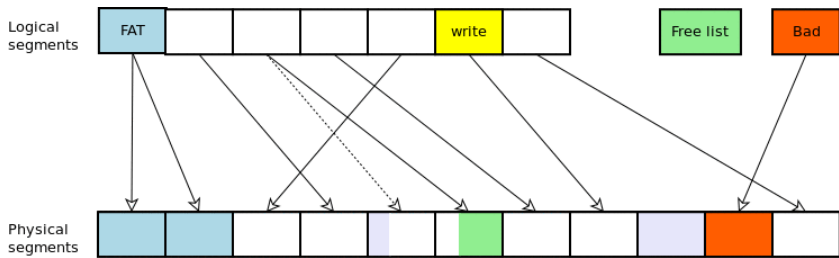 Logical
segments
FAT
write
Free list
Bad
Physical
segments